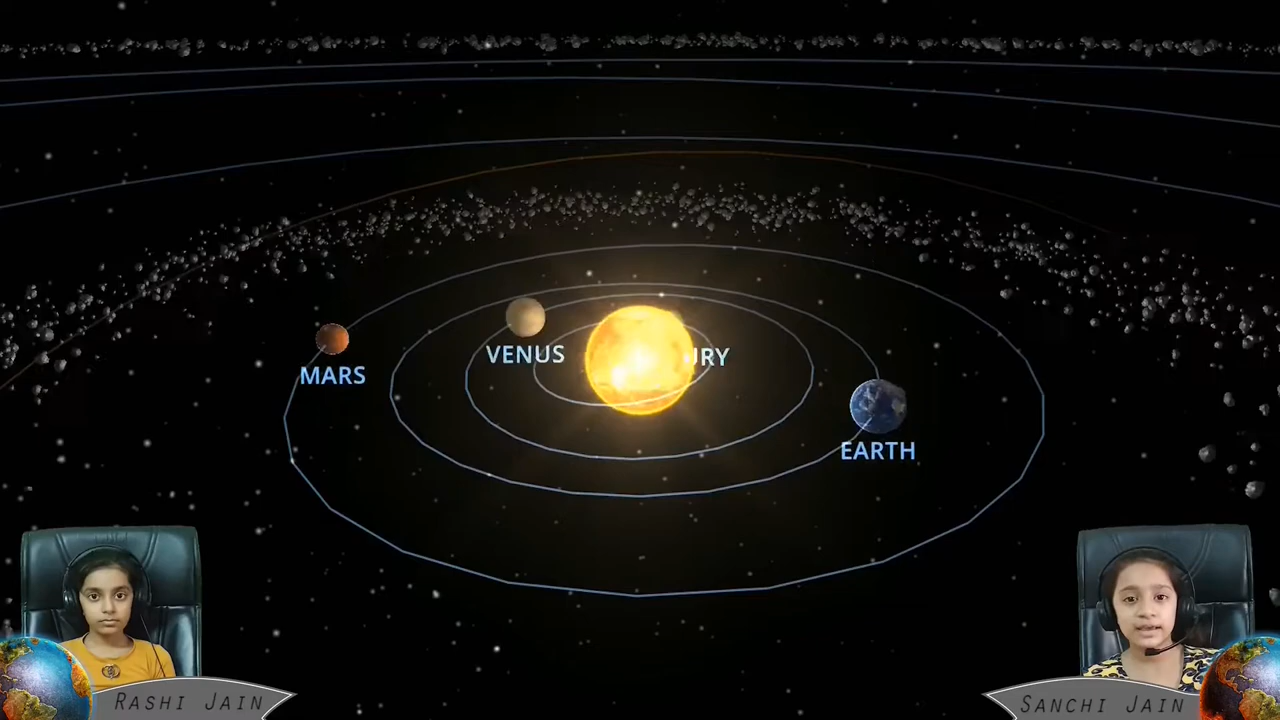 VENUS
URY
MARS
EARTH
RASHI JAIN
SANCHI JAIN